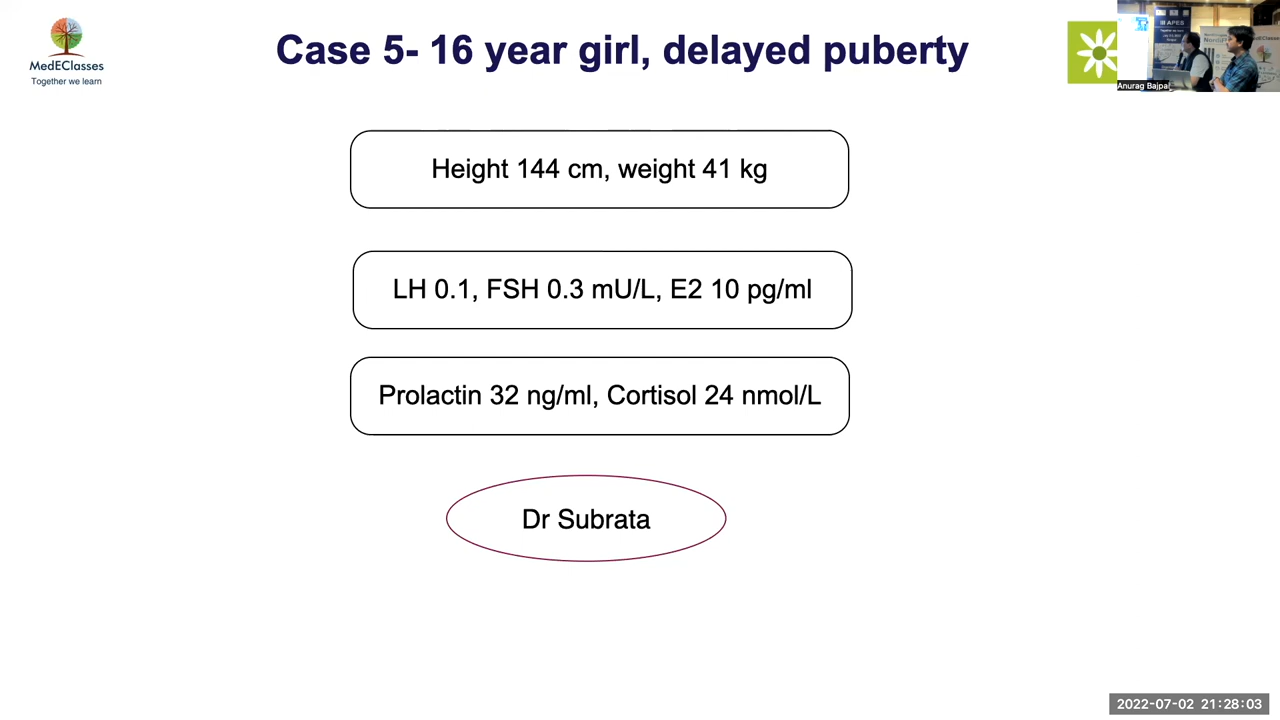 Case 5- 16 year girl, delayed puberty
MedEClasses
Together we learn
APES
Anurag Bajpai
Height 144 cm, weight 41 kg
LH 0.1, FSH 0.3 mU/L, E2 10 pg/ml
Prolactin 32 ng/ml, Cortisol 24 nmol/L
Dr Subrata
2022-07-02 21:28:03